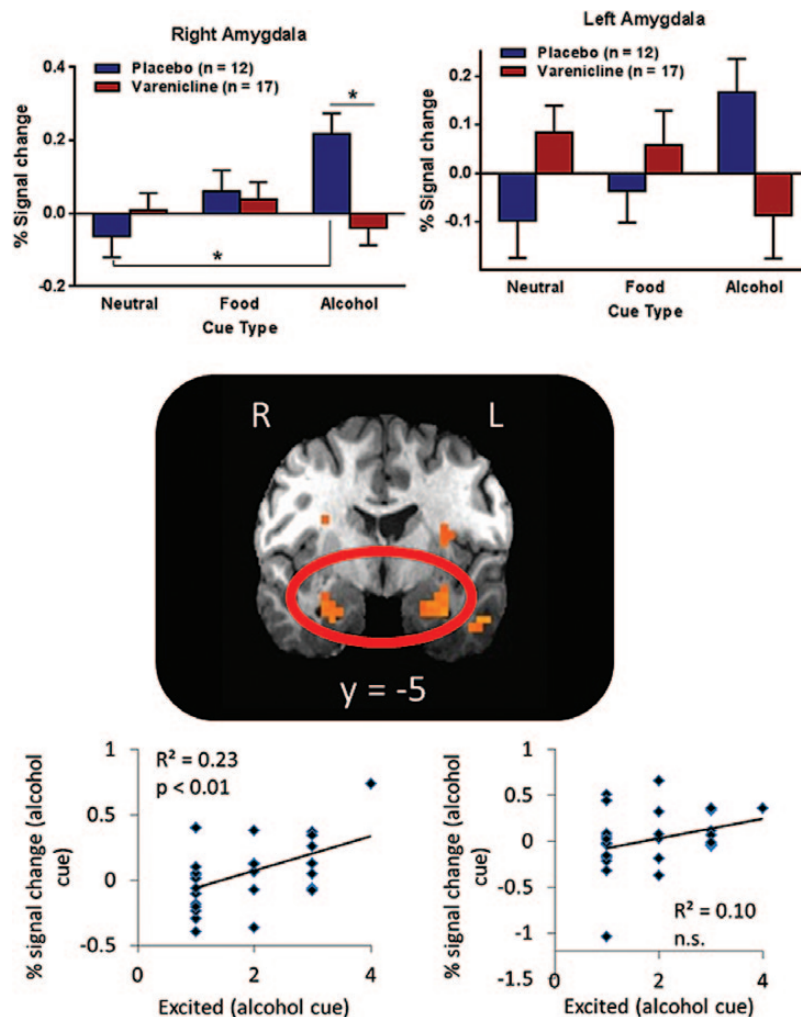 Right Amygdala
Placebo (n = 12)
Varenicline (n = 17)
% Signal change
0.4
0.2
0.0
-0.2
*
*
Neutral
Food
Alcohol
Cue Type
Left Amygdala
Placebo (n = 12)
Varenicline (n = 17)
% Signal change
0.2
0.1
0.0
-0.1
Neutral
Food
Alcohol
Cue Type
R
L
y = -5
% signal change (alcohol
cue)
1
0.5
0
-0.5
R² = 0.23
p < 0.01
0
2
4
Excited (alcohol cue)
% signal change (alcohol
cue)
1
0.5
0
-0.5
-1
-1.5
R² = 0.10
n.s.
0
2
4
Excited (alcohol cue)